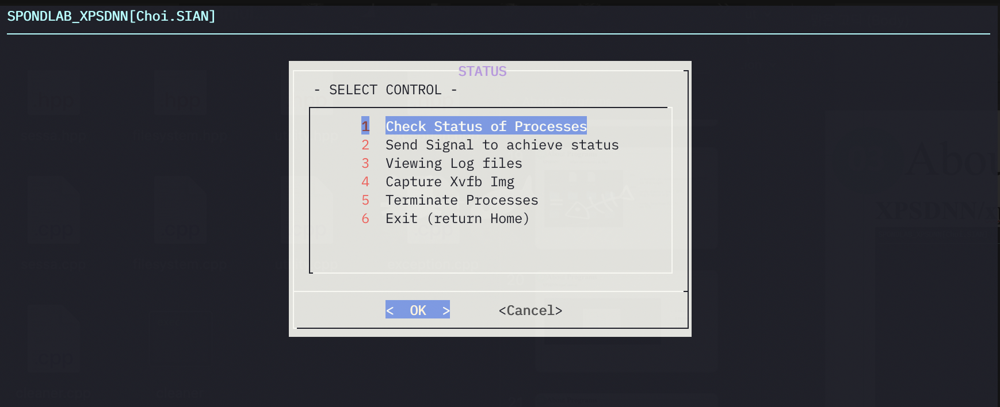 SPONDLAB_XPSDNN[Choi.SIAN]
STATUS
- SELECT CONTROL -
1 Check Status of Processes
2 Send Signal to achieve status
3 Viewing Log files
4 Capture Xvfb Img
5 Terminate Processes
6 Exit (return Home)
< OK > <Cancel>